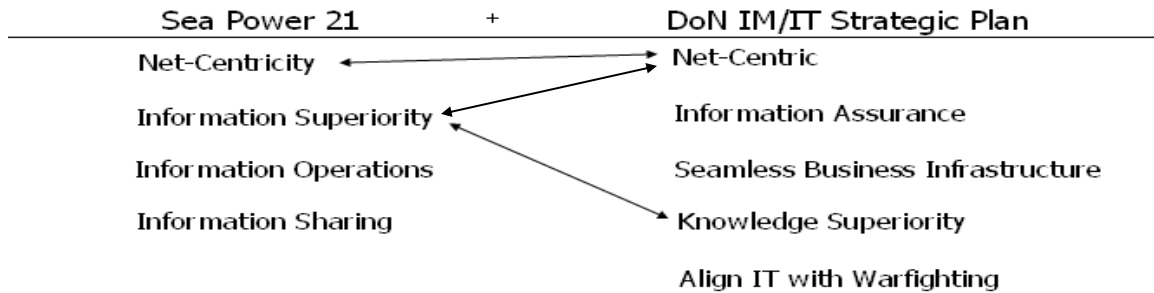 Sea Power 21 + DoN IM/IT Strategic Plan
Net-Centricity Net-Centric
Information Superiority Information Assurance
Information Operations Seamless Business Infrastructure
Information Sharing Knowledge Superiority
Align IT with Warfighting